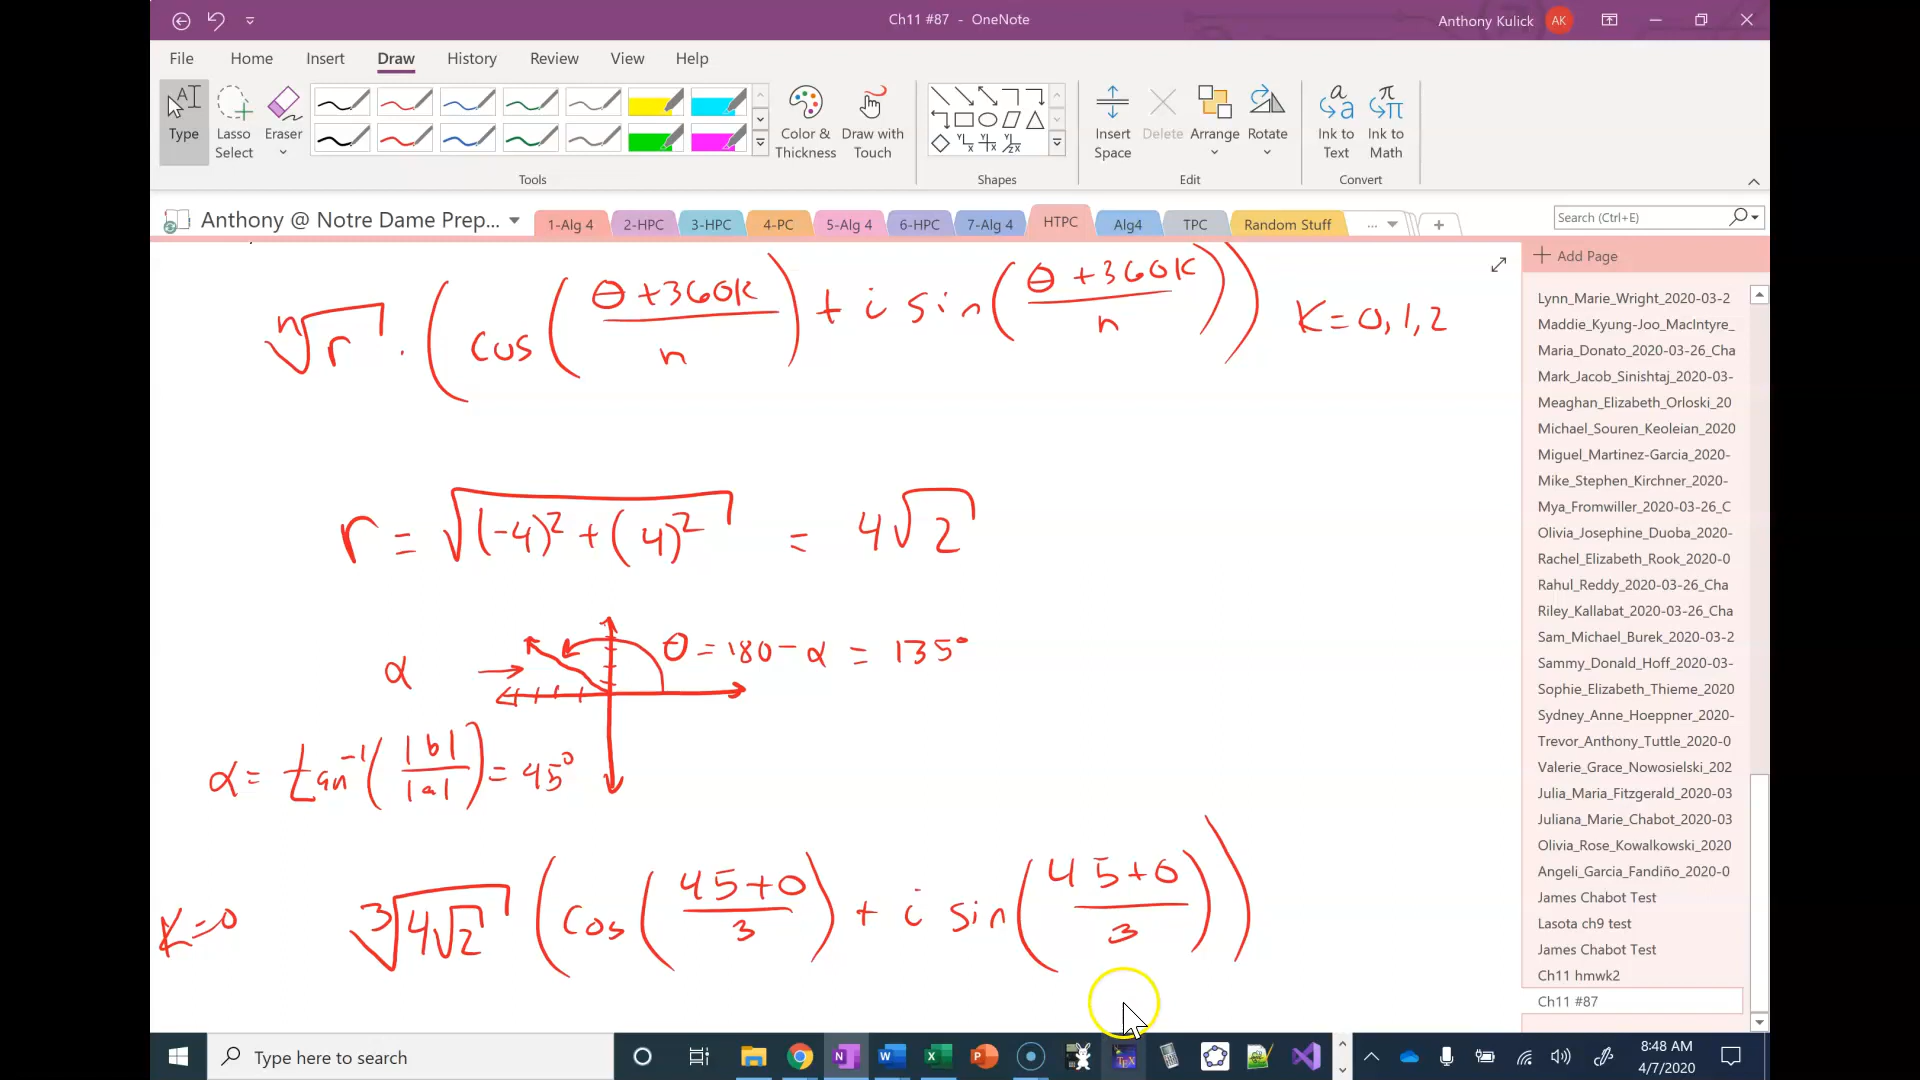 Ch11 #87 - OneNote
Anthony Kulick AK
File Home Insert Draw History Review View Help
Type
Lasso Select
Eraser
Color & Thickness
Draw with Touch
Insert Space
Delete
Arrange
Rotate
Ink to Text
Ink to Math
Tools Shapes Edit Convert
Anthony @ Notre Dame Prep...
1-Alg 4 2-HPC 3-HPC 4-PC 5-Alg 4 6-HPC 7-Alg 4 HTPC Alg4 TPC Random Stuff ...
Search (Ctrl+E)
Add Page
ⁿ√r · (cos((θ+360K)/n) + i sin((θ+360K)/n)) K=0,1,2
r = √((-4)² + (4)²) = 4√2
α θ = 180 - α = 135°
α = tan⁻¹(|b|/|a|) = 45°
K=0 ³√(4√2) (cos((45+0)/3) + i sin((45+0)/3))
Lynn_Marie_Wright_2020-03-2
Maddie_Kyung-Joo_MacIntyre_
Maria_Donato_2020-03-26_Cha
Mark_Jacob_Sinishtaj_2020-03-
Meaghan_Elizabeth_Orloski_20
Michael_Souren_Keoleian_2020
Miguel_Martinez-Garcia_2020-
Mike_Stephen_Kirchner_2020-
Mya_Fromwiller_2020-03-26_C
Olivia_Josephine_Duoba_2020-
Rachel_Elizabeth_Rook_2020-0
Rahul_Reddy_2020-03-26_Cha
Riley_Kallabat_2020-03-26_Cha
Sam_Michael_Burek_2020-03-2
Sammy_Donald_Hoff_2020-03-
Sophie_Elizabeth_Thieme_2020
Sydney_Anne_Hoeppner_2020-
Trevor_Anthony_Tuttle_2020-0
Valerie_Grace_Nowosielski_202
Julia_Maria_Fitzgerald_2020-03
Juliana_Marie_Chabot_2020-03
Olivia_Rose_Kowalkowski_2020
Angeli_Garcia_Fandiño_2020-0
James Chabot Test
Lasota ch9 test
James Chabot Test
Ch11 hmwk2
Ch11 #87
Type here to search
8:48 AM
4/7/2020